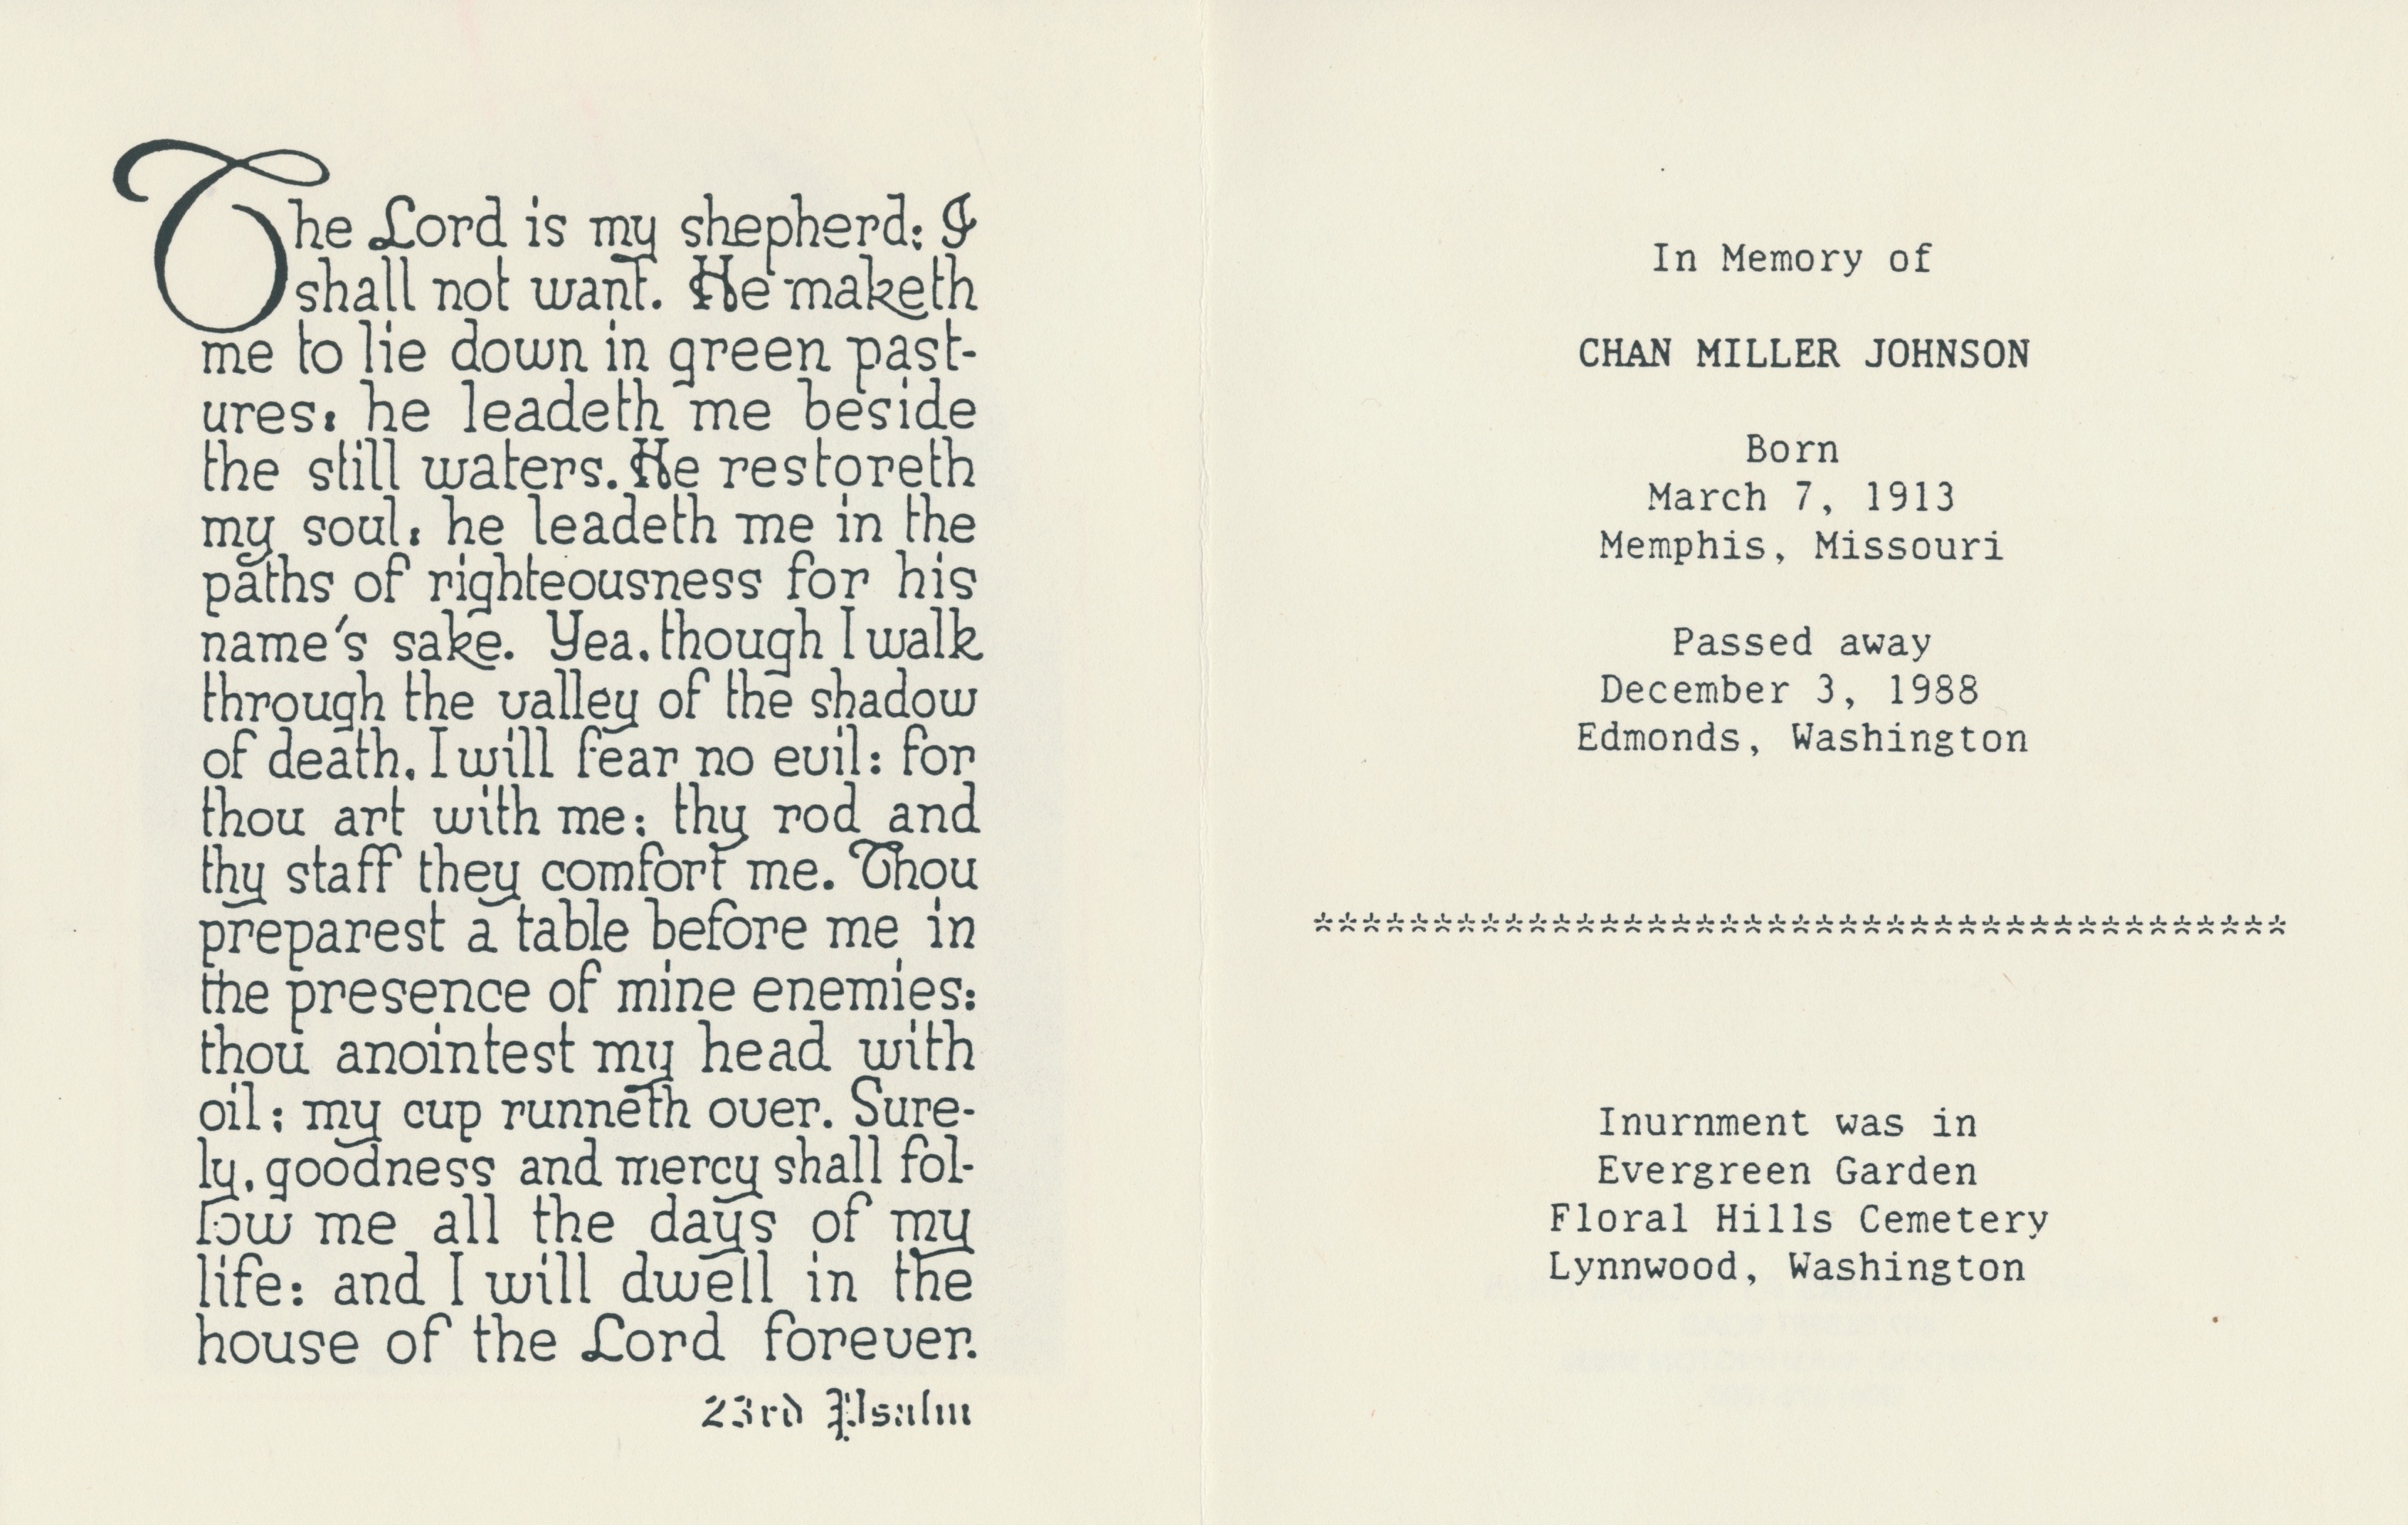 The Lord is my shepherd; I
shall not want. He maketh
me to lie down in green past-
ures: he leadeth me beside
the still waters. He restoreth
my soul: he leadeth me in the
paths of righteousness for his
name's sake. Yea, though I walk
through the valley of the shadow
of death, I will fear no evil: for
thou art with me; thy rod and
thy staff they comfort me. Thou
preparest a table before me in
the presence of mine enemies:
thou anointest my head with
oil; my cup runneth over. Sure-
ly, goodness and mercy shall fol-
low me all the days of my
life: and I will dwell in the
house of the Lord forever.
23rd Psalm
In Memory of
CHAN MILLER JOHNSON
Born
March 7, 1913
Memphis, Missouri
Passed away
December 3, 1988
Edmonds, Washington
*****************************************
Inurnment was in
Evergreen Garden
Floral Hills Cemetery
Lynnwood, Washington